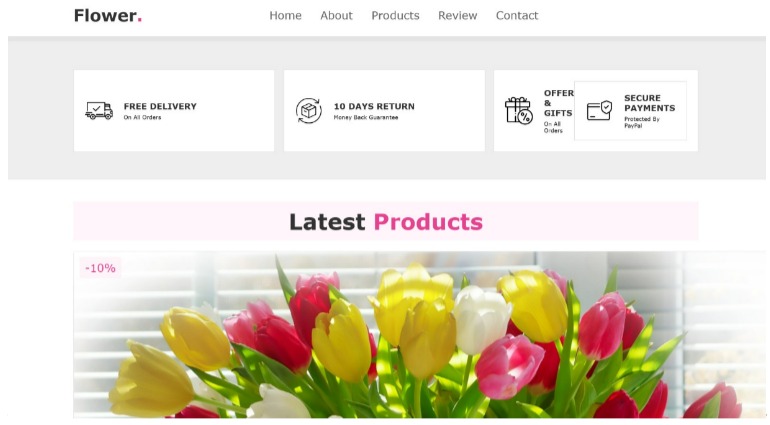 Flower.
Home About Products Review Contact
FREE DELIVERY
On All Orders
10 DAYS RETURN
Money Back Guarantee
OFFER
&
GIFTS
On All
Orders
SECURE
PAYMENTS
Protected By
PayPal
Latest Products
-10%